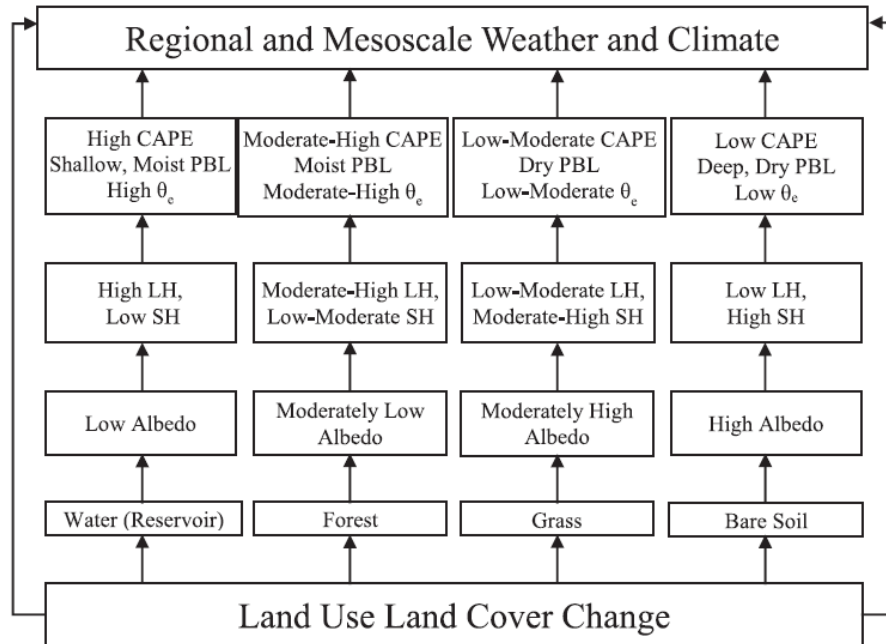 Regional and Mesoscale Weather and Climate
High CAPE
Shallow, Moist PBL
High θe
Moderate-High CAPE
Moist PBL
Moderate-High θe
Low-Moderate CAPE
Dry PBL
Low-Moderate θe
Low CAPE
Deep, Dry PBL
Low θe
High LH,
Low SH
Moderate-High LH,
Low-Moderate SH
Low-Moderate LH,
Moderate-High SH
Low LH,
High SH
Low Albedo
Moderately Low
Albedo
Moderately High
Albedo
High Albedo
Water (Reservoir)
Forest
Grass
Bare Soil
Land Use Land Cover Change